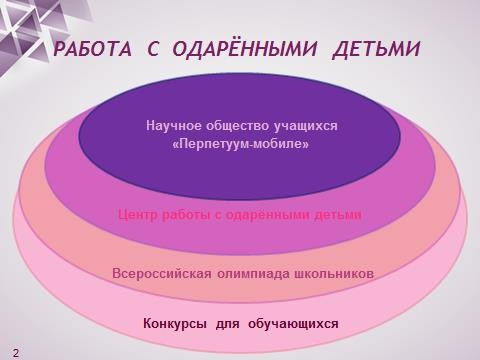 РАБОТА С ОДАРЁННЫМИ ДЕТЬМИ
Научное общество учащихся
«Перпетуум-мобиле»
Центр работы с одарёнными детьми
Всероссийская олимпиада школьников
Конкурсы для обучающихся
2